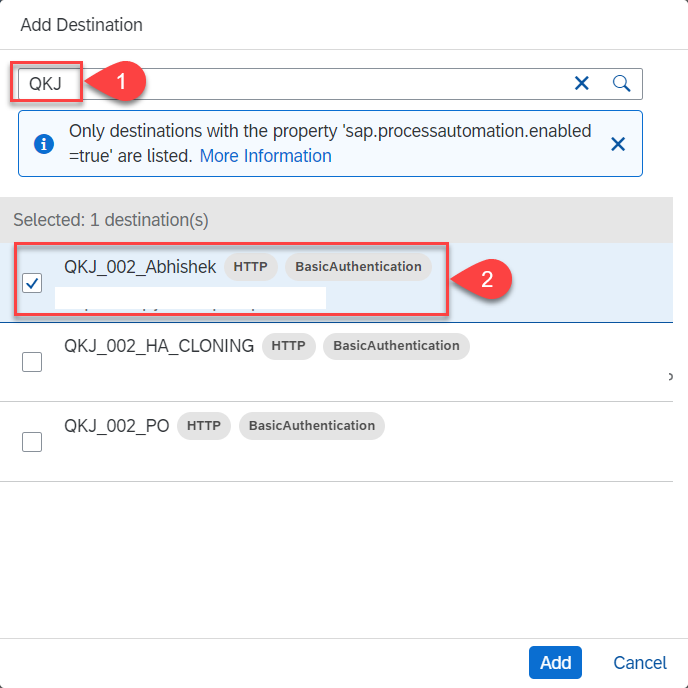 Add Destination
QKJ 1
Only destinations with the property 'sap.processautomation.enabled
=true' are listed. More Information
Selected: 1 destination(s)
QKJ_002_Abhishek HTTP BasicAuthentication
2
QKJ_002_HA_CLONING HTTP BasicAuthentication
QKJ_002_PO HTTP BasicAuthentication
Add Cancel